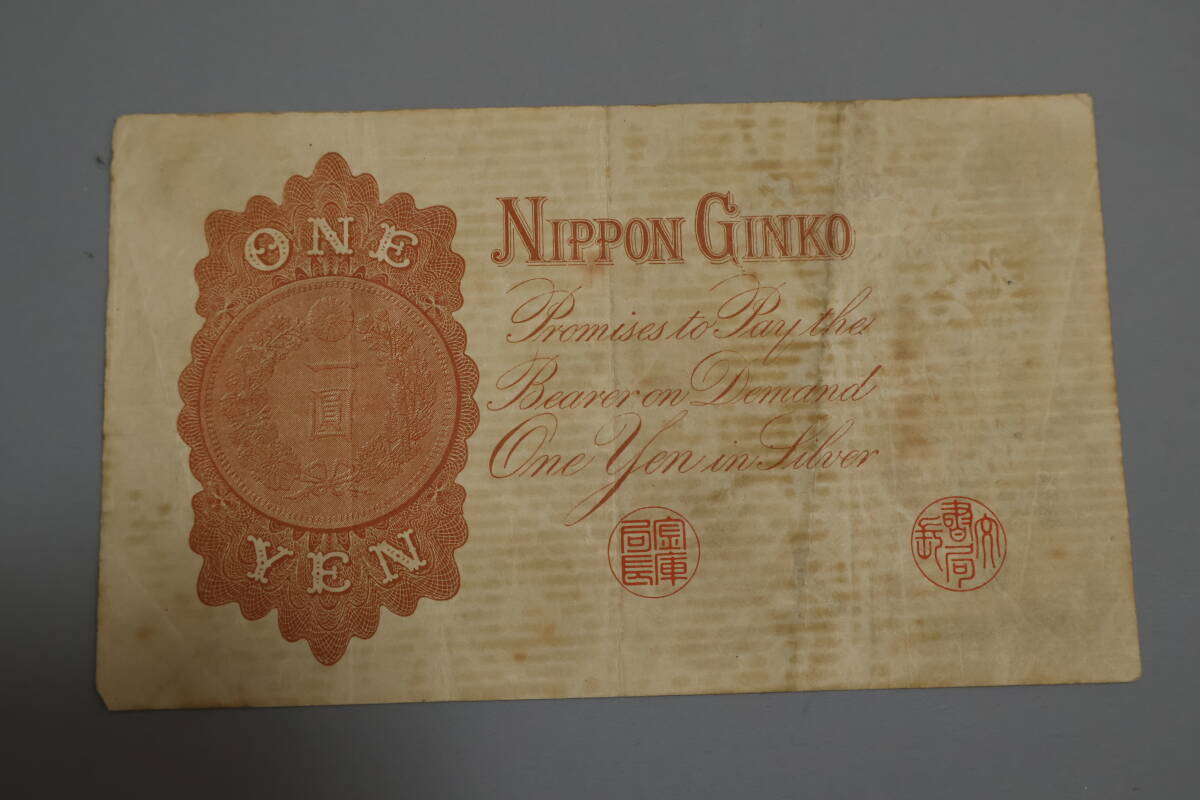 ONE
一圓
YEN
NIPPON GINKO
Promises to Pay the
Bearer on Demand
One Yen in Silver
金庫局長
文書局長